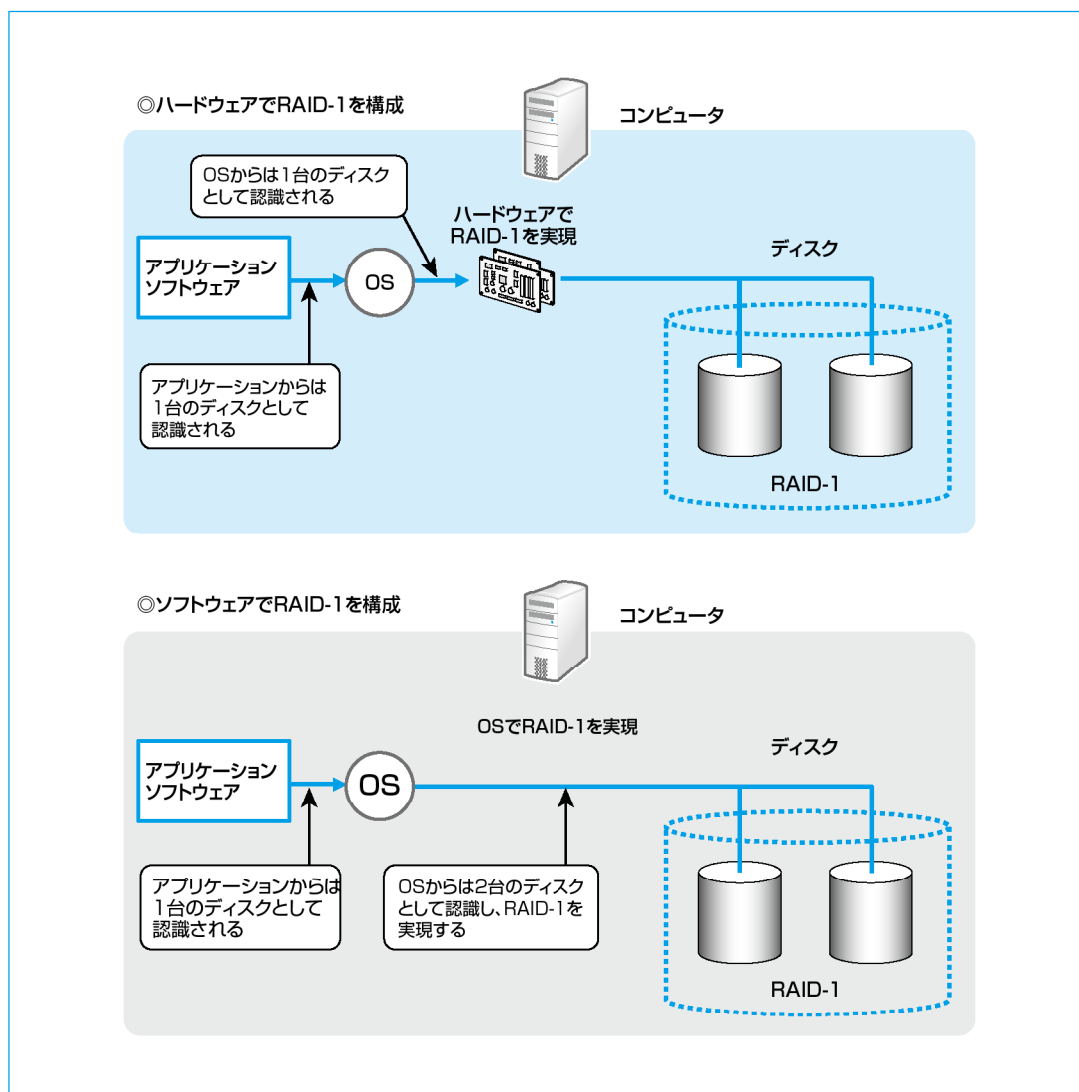 ◎ハードウェアでRAID-1を構成
コンピュータ
OSからは1台のディスク
として認識される
ハードウェアで
RAID-1を実現
ディスク
アプリケーション
ソフトウェア
OS
アプリケーションからは
1台のディスクとして
認識される
RAID-1
◎ソフトウェアでRAID-1を構成
コンピュータ
OSでRAID-1を実現
ディスク
アプリケーション
ソフトウェア
OS
アプリケーションからは
1台のディスクとして
認識される
OSからは2台のディスク
として認識し、RAID-1を
実現する
RAID-1